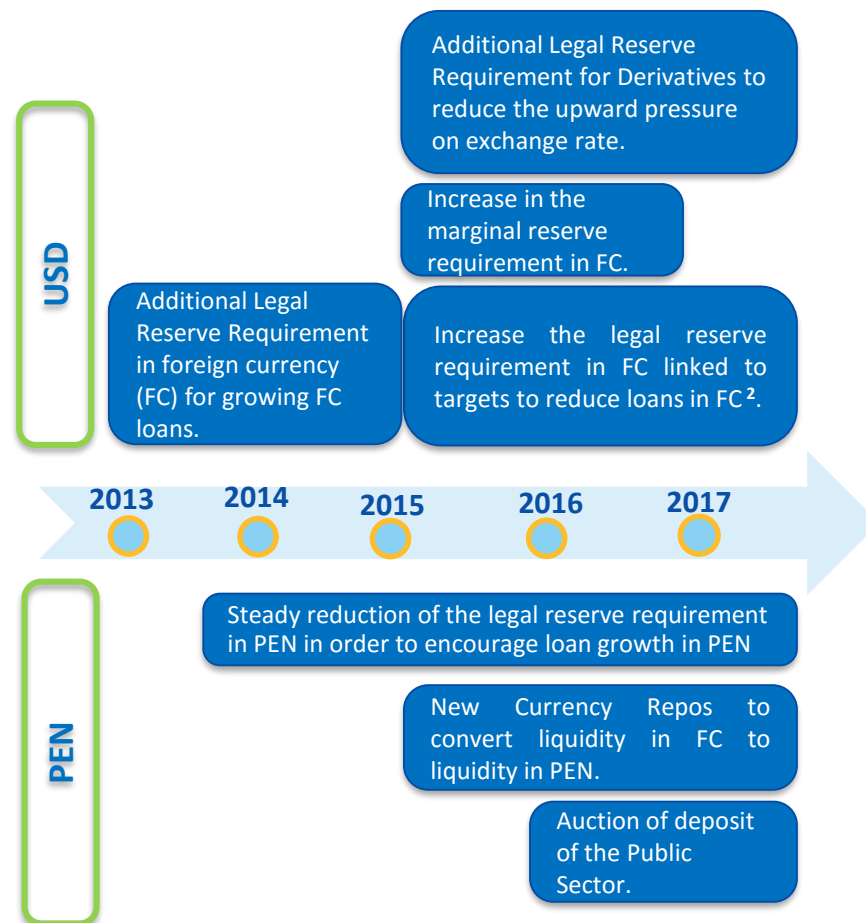 Additional Legal Reserve
Requirement for Derivatives to
reduce the upward pressure
on exchange rate.
Increase in the
marginal reserve
requirement in FC.
USD
Additional Legal
Reserve Requirement
in foreign currency
(FC) for growing FC
loans.
Increase the legal reserve
requirement in FC linked to
targets to reduce loans in FC².
2013 2014 2015 2016 2017
Steady reduction of the legal reserve requirement
in PEN in order to encourage loan growth in PEN
PEN
New Currency Repos to
convert liquidity in FC to
liquidity in PEN.
Auction of deposit
of the Public
Sector.